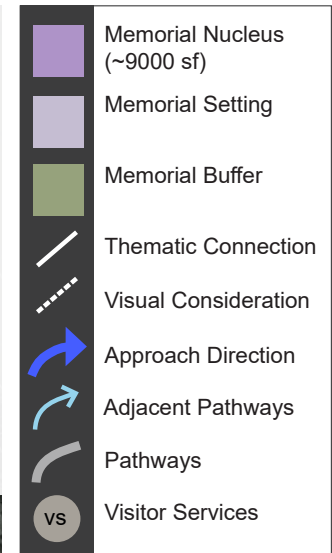 Memorial Nucleus
(~9000 sf)
Memorial Setting
Memorial Buffer
Thematic Connection
Visual Consideration
Approach Direction
Adjacent Pathways
Pathways
VS
Visitor Services